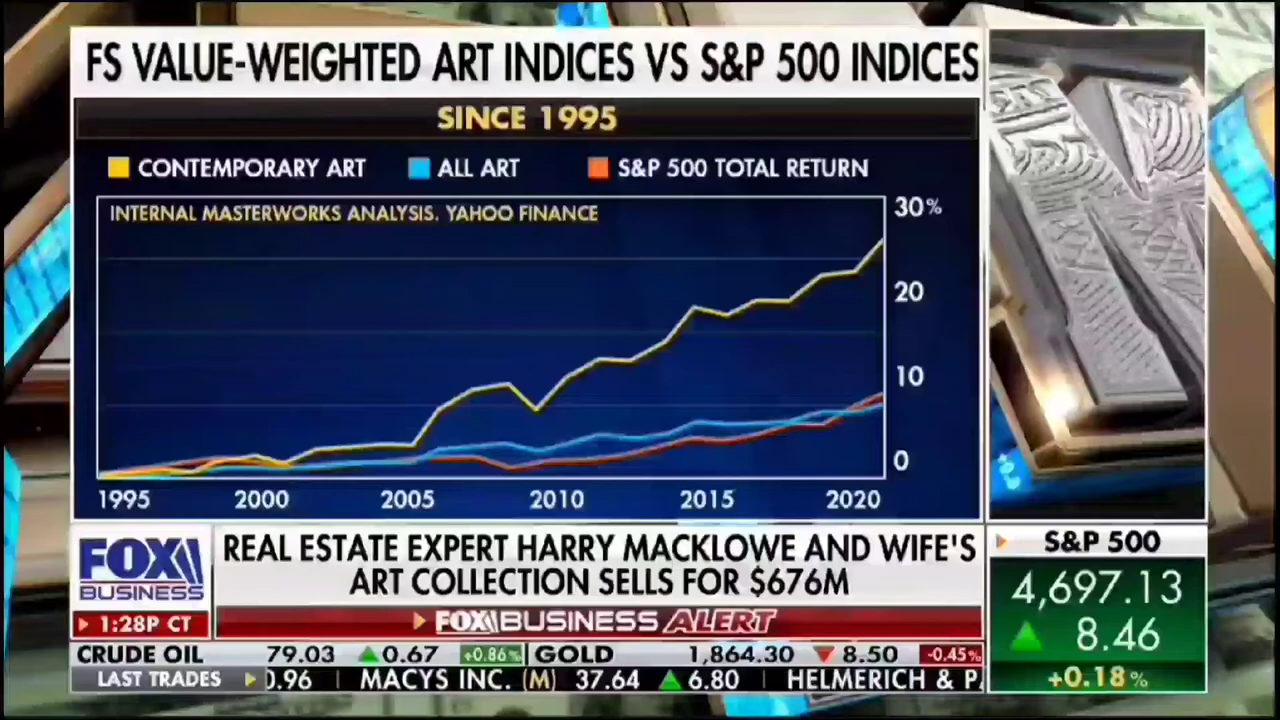 FS VALUE-WEIGHTED ART INDICES VS S&P 500 INDICES
SINCE 1995
CONTEMPORARY ART ALL ART S&P 500 TOTAL RETURN
INTERNAL MASTERWORKS ANALYSIS. YAHOO FINANCE
30%
20
10
0
1995 2000 2005 2010 2015 2020
FOX
BUSINESS
1:28P CT
REAL ESTATE EXPERT HARRY MACKLOWE AND WIFE'S
ART COLLECTION SELLS FOR $676M
FOX BUSINESS ALERT
S&P 500
4,697.13
8.46
+0.18%
CRUDE OIL 79.03 0.67 +0.86% GOLD 1,864.30 8.50 -0.45%
LAST TRADES 0.96 MACYS INC. (M) 37.64 6.80 HELMERICH & PA